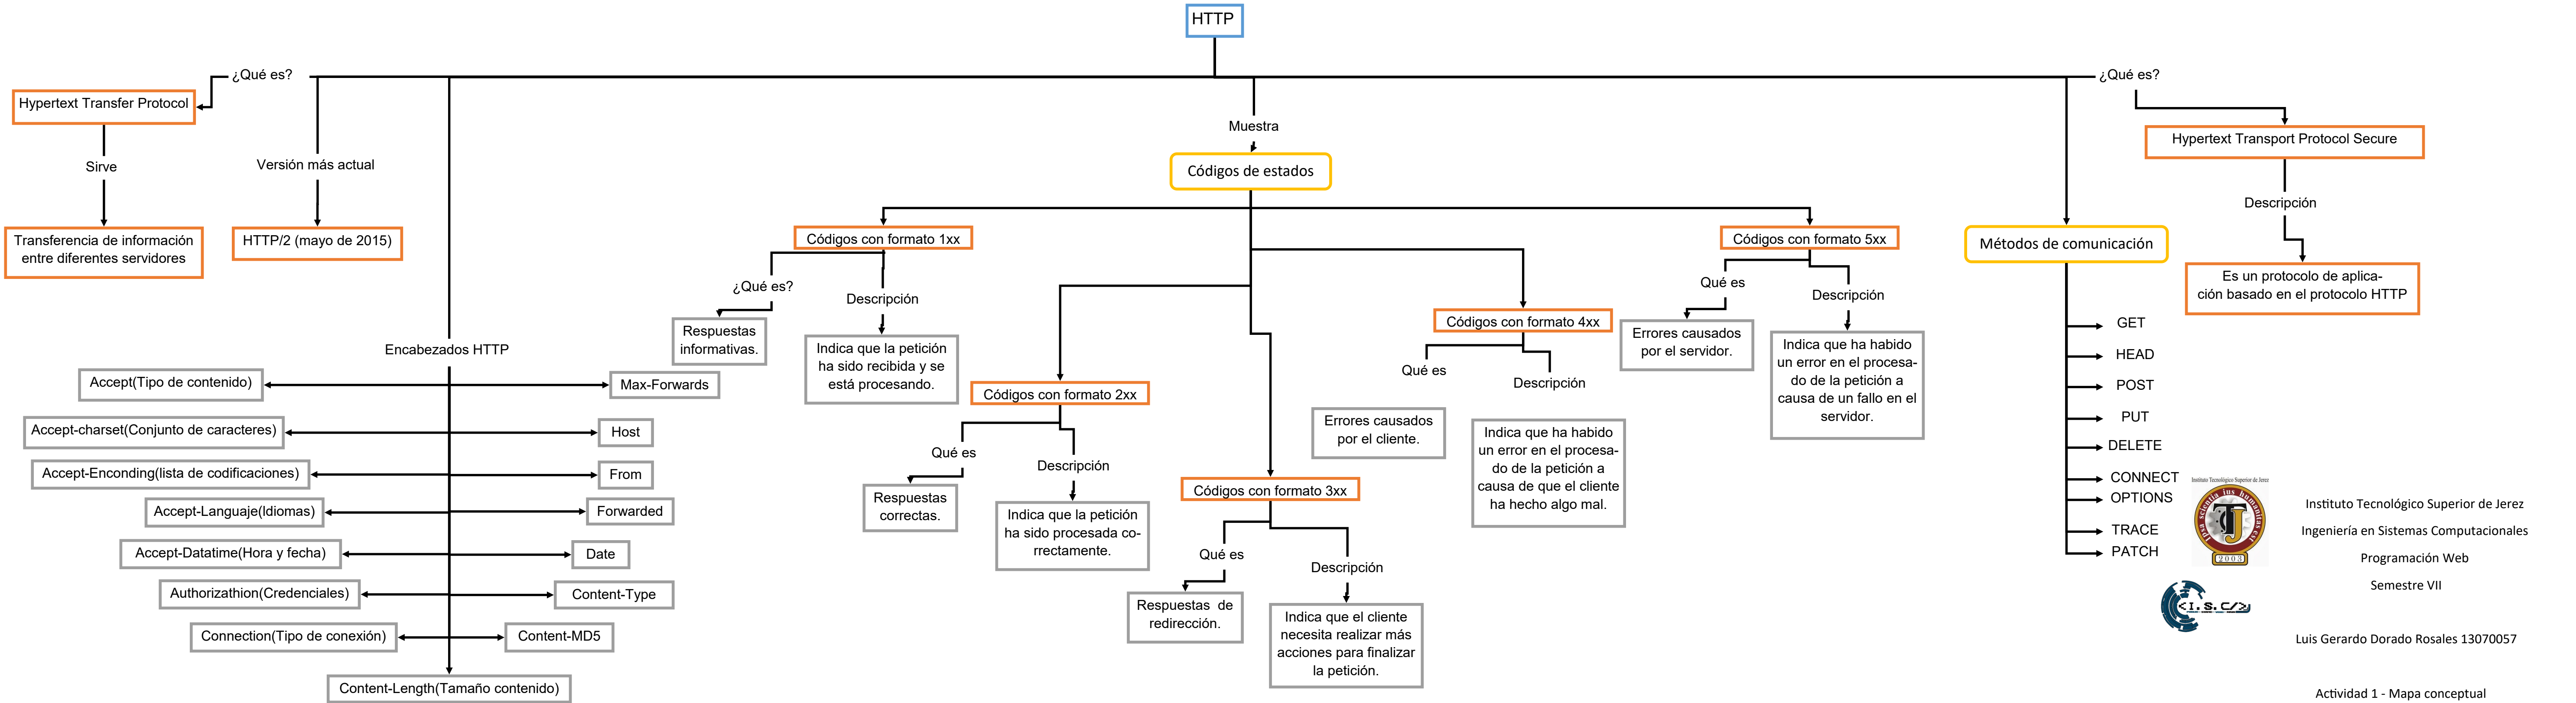 HTTP
¿Qué es?
Hypertext Transfer Protocol
Sirve
Transferencia de información
entre diferentes servidores
Versión más actual
HTTP/2 (mayo de 2015)
Encabezados HTTP
Accept(Tipo de contenido)
Max-Forwards
Accept-charset(Conjunto de caracteres)
Host
Accept-Enconding(lista de codificaciones)
From
Accept-Languaje(Idiomas)
Forwarded
Accept-Datatime(Hora y fecha)
Date
Authorizathion(Credenciales)
Content-Type
Connection(Tipo de conexión)
Content-MD5
Content-Length(Tamaño contenido)
Muestra
Códigos de estados
Códigos con formato 1xx
¿Qué es?
Respuestas
informativas.
Descripción
Indica que la petición
ha sido recibida y se
está procesando.
Códigos con formato 2xx
Qué es
Respuestas
correctas.
Descripción
Indica que la petición
ha sido procesada co-
rrectamente.
Códigos con formato 3xx
Qué es
Respuestas de
redirección.
Descripción
Indica que el cliente
necesita realizar más
acciones para finalizar
la petición.
Códigos con formato 4xx
Qué es
Errores causados
por el cliente.
Descripción
Indica que ha habido
un error en el procesa-
do de la petición a
causa de que el cliente
ha hecho algo mal.
Códigos con formato 5xx
Qué es
Errores causados
por el servidor.
Descripción
Indica que ha habido
un error en el procesa-
do de la petición a
causa de un fallo en el
servidor.
Métodos de comunicación
GET
HEAD
POST
PUT
DELETE
CONNECT
OPTIONS
TRACE
PATCH
¿Qué es?
Hypertext Transport Protocol Secure
Descripción
Es un protocolo de aplica-
ción basado en el protocolo HTTP
Instituto Tecnológico Superior de Jerez
TJ
2003
<I.S.C/>
Instituto Tecnológico Superior de Jerez
Ingeniería en Sistemas Computacionales
Programación Web
Semestre VII
Luis Gerardo Dorado Rosales 13070057
Actividad 1 - Mapa conceptual